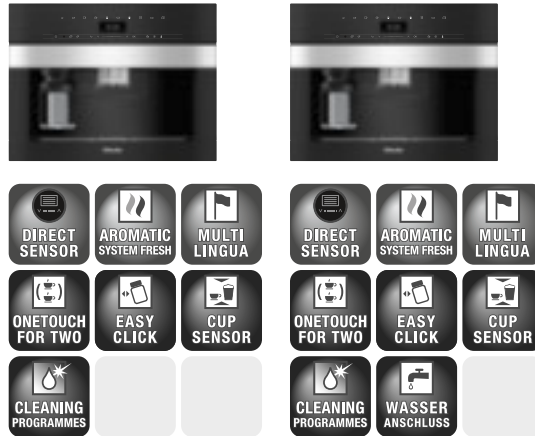 DIRECT
SENSOR
AROMATIC
SYSTEM FRESH
MULTI
LINGUA
ONETOUCH
FOR TWO
EASY
CLICK
CUP
SENSOR
CLEANING
PROGRAMMES
DIRECT
SENSOR
AROMATIC
SYSTEM FRESH
MULTI
LINGUA
ONETOUCH
FOR TWO
EASY
CLICK
CUP
SENSOR
CLEANING
PROGRAMMES
WASSER
ANSCHLUSS